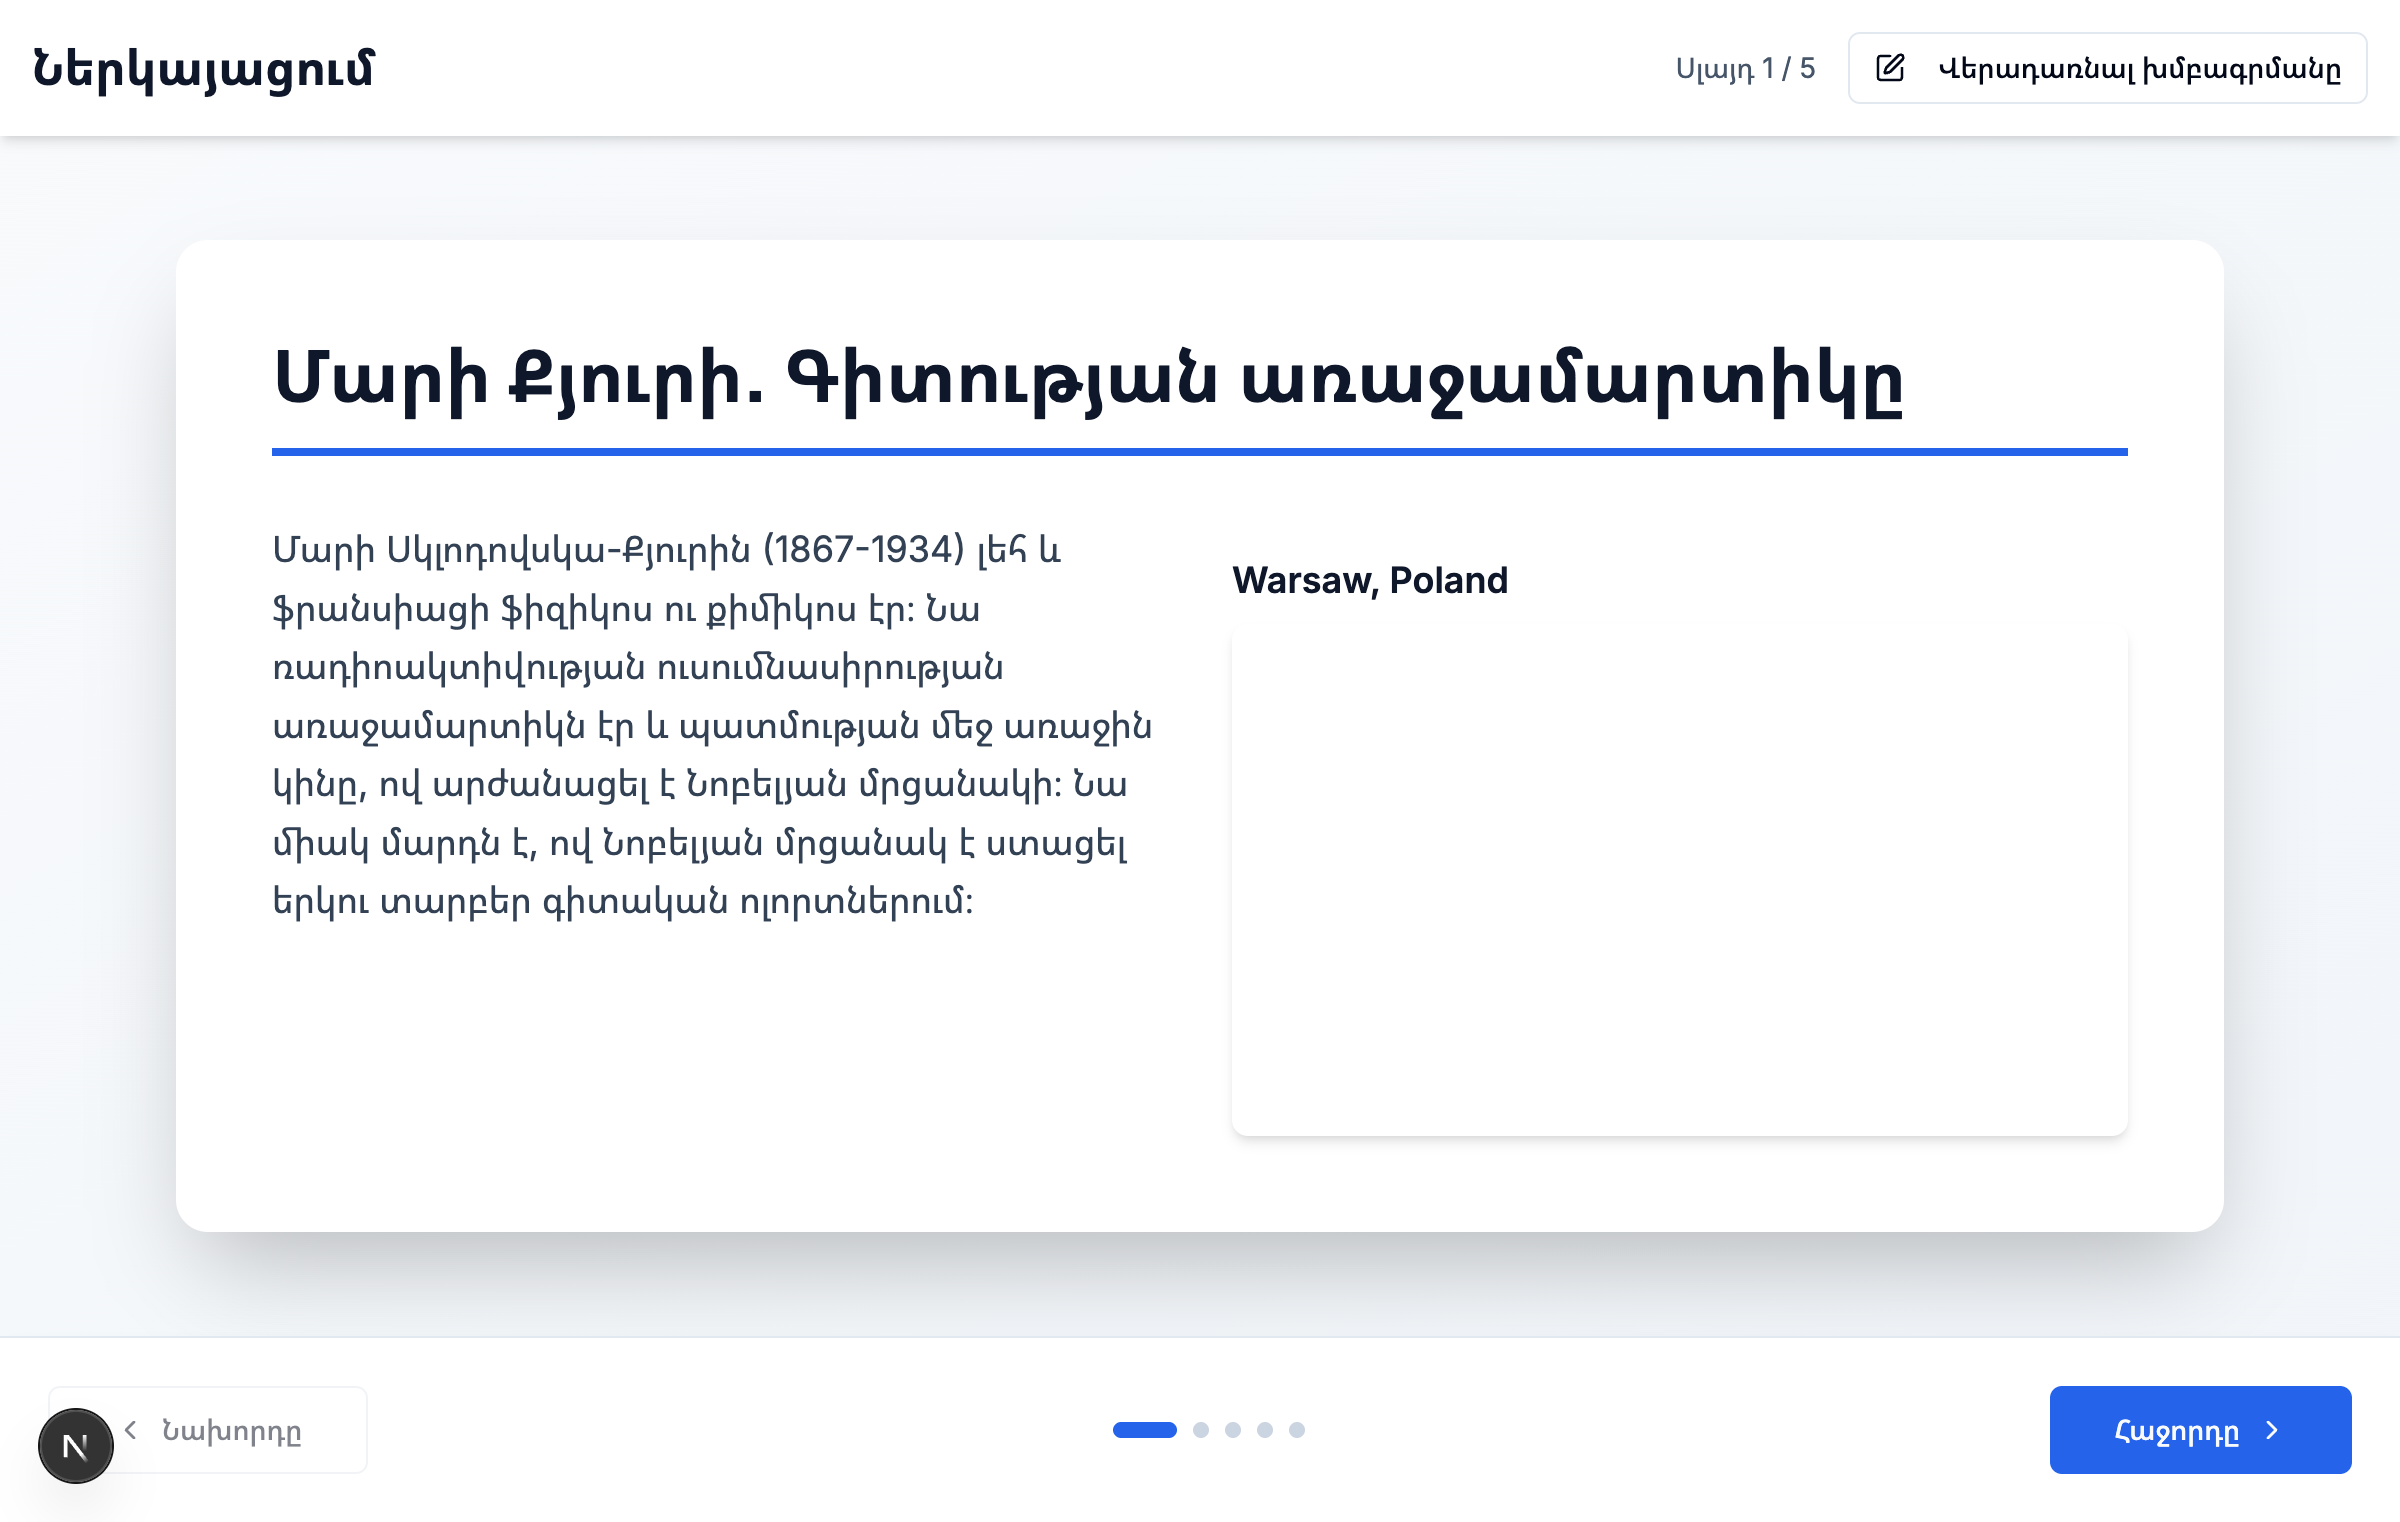 Ներկայացում
Սլայդ 1 / 5
Վերադառնալ խմբագրմանը
Մարի Քյուրի. Գիտության առաջամարտիկը
Մարի Սկլոդովսկա-Քյուրին (1867-1934) լեհ և
ֆրանսիացի ֆիզիկոս ու քիմիկոս էր: Նա
ռադիոակտիվության ուսումնասիրության
առաջամարտիկն էր և պատմության մեջ առաջին
կինը, ով արժանացել է Նոբելյան մրցանակի: Նա
միակ մարդն է, ով Նոբելյան մրցանակ է ստացել
երկու տարբեր գիտական ոլորտներում:
Warsaw, Poland
N
Նախորդը
Հաջորդը